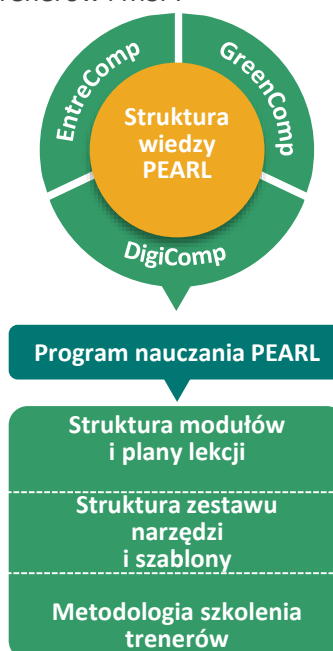 EntreComp
GreenComp
Struktura
wiedzy
PEARL
DigiComp
Program nauczania PEARL
Struktura modułów
i plany lekcji
Struktura zestawu
narzędzi
i szablony
Metodologia szkolenia
trenerów